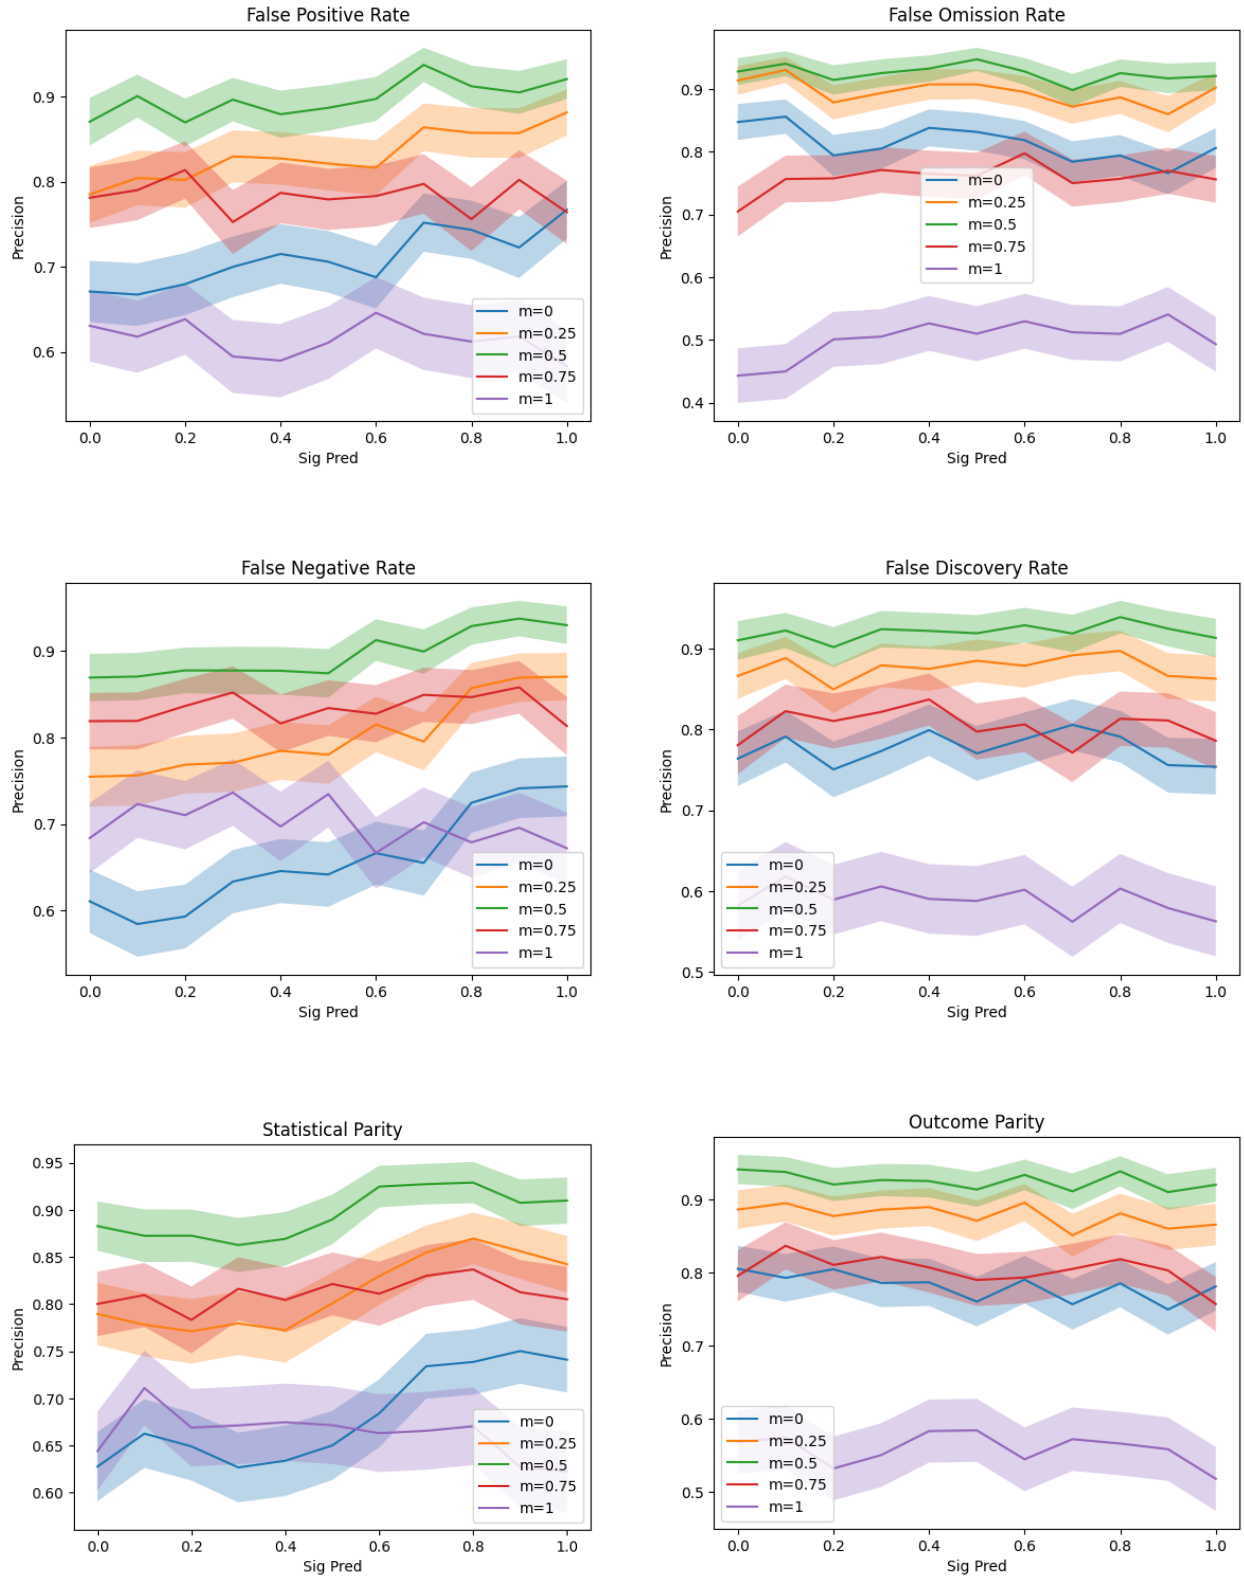 False Positive Rate
Precision
0.9
0.8
0.7
0.6
0.0 0.2 0.4 0.6 0.8 1.0
Sig Pred
m=0
m=0.25
m=0.5
m=0.75
m=1
False Omission Rate
Precision
0.9
0.8
0.7
0.6
0.5
0.4
0.0 0.2 0.4 0.6 0.8 1.0
Sig Pred
m=0
m=0.25
m=0.5
m=0.75
m=1
False Negative Rate
Precision
0.9
0.8
0.7
0.6
0.0 0.2 0.4 0.6 0.8 1.0
Sig Pred
m=0
m=0.25
m=0.5
m=0.75
m=1
False Discovery Rate
Precision
0.9
0.8
0.7
0.6
0.5
0.0 0.2 0.4 0.6 0.8 1.0
Sig Pred
m=0
m=0.25
m=0.5
m=0.75
m=1
Statistical Parity
Precision
0.95
0.90
0.85
0.80
0.75
0.70
0.65
0.60
0.0 0.2 0.4 0.6 0.8 1.0
Sig Pred
m=0
m=0.25
m=0.5
m=0.75
m=1
Outcome Parity
Precision
0.9
0.8
0.7
0.6
0.5
0.0 0.2 0.4 0.6 0.8 1.0
Sig Pred
m=0
m=0.25
m=0.5
m=0.75
m=1